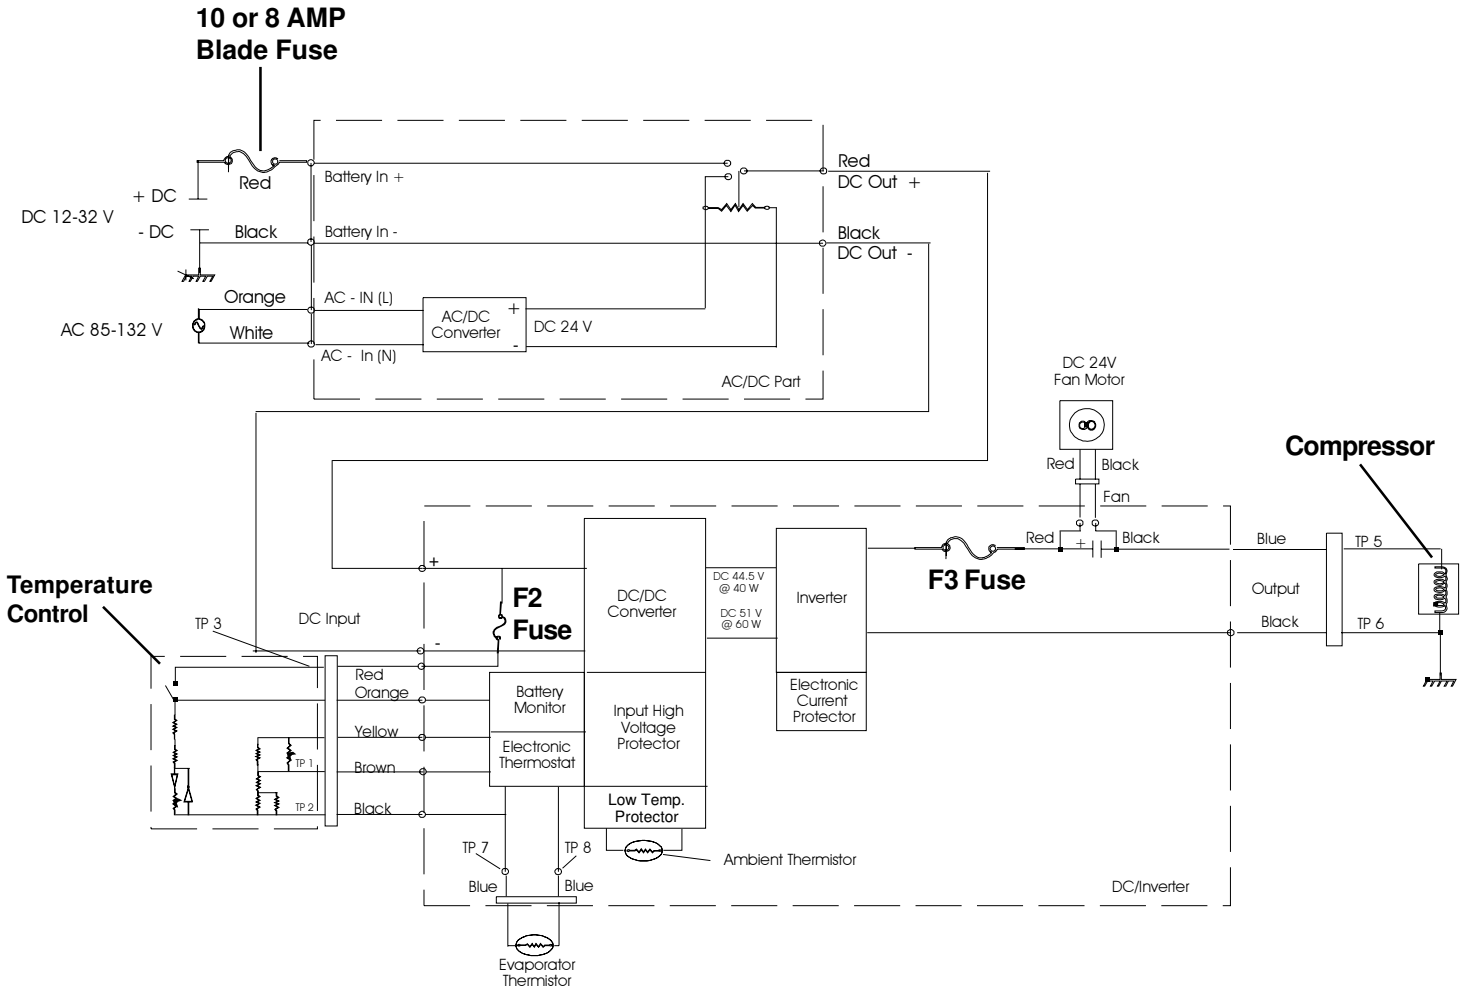 10 or 8 AMP
Blade Fuse
Red
Battery In +
Red
DC Out +
+ DC
DC 12-32 V
- DC
Black
Battery In -
Black
DC Out -
Orange
AC - IN (L)
AC 85-132 V
White
AC/DC
Converter
+
-
DC 24 V
AC - In (N)
AC/DC Part
DC 24V
Fan Motor
Red
Black
Fan
Compressor
Red
+
Black
Blue
TP 5
F3 Fuse
Output
Black
TP 6
+
F2
Fuse
DC/DC
Converter
DC 44.5 V
@ 40 W
DC 51 V
@ 60 W
Inverter
Temperature
Control
TP 3
DC Input
-
Red
Orange
Battery
Monitor
Input High
Voltage
Protector
Electronic
Current
Protector
Yellow
Electronic
Thermostat
TP 1
Brown
TP 2
Black
Low Temp.
Protector
TP 7
TP 8
Ambient Thermistor
Blue
Blue
DC/Inverter
Evaporator
Thermistor